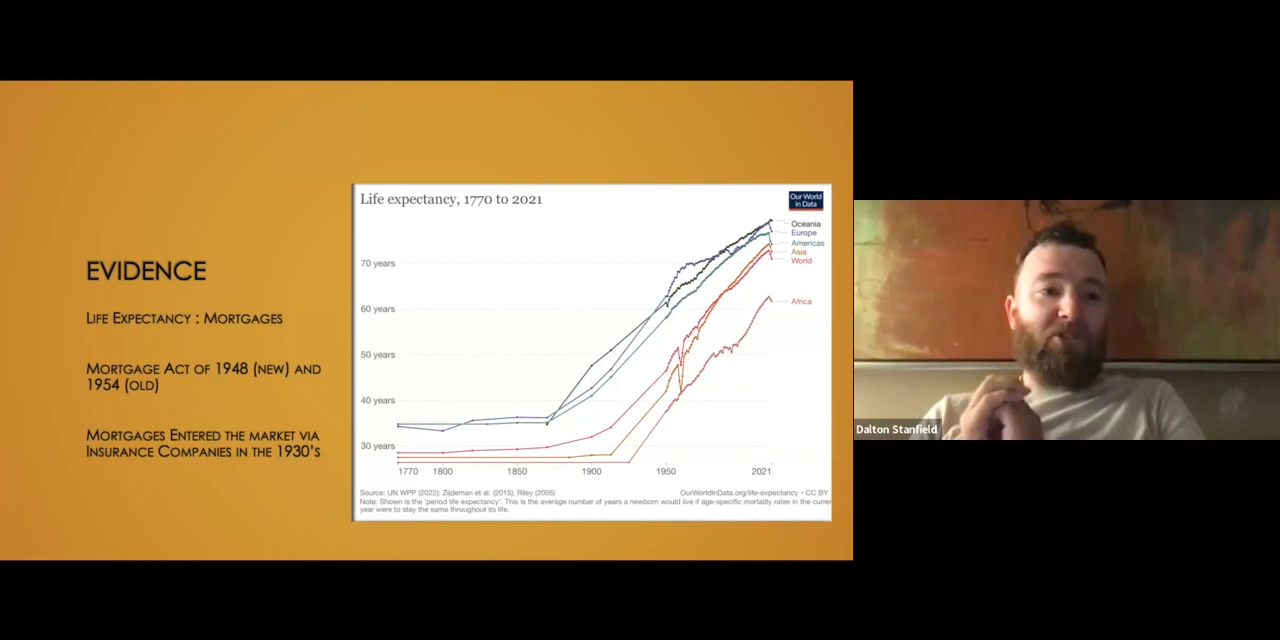 EVIDENCE
LIFE EXPECTANCY : MORTGAGES
MORTGAGE ACT OF 1948 (NEW) AND
1954 (OLD)
MORTGAGES ENTERED THE MARKET VIA
INSURANCE COMPANIES IN THE 1930'S
Life expectancy, 1770 to 2021
Our World
in Data
70 years
60 years
50 years
40 years
30 years
1770
1800
1850
1900
1950
2021
Oceania
Europe
Americas
Asia
World
Africa
Source: UN WPP (2022); Zijdeman et al. (2015); Riley (2005)
OurWorldInData.org/life-expectancy • CC BY
Note: Shown is the 'period life expectancy'. This is the average number of years a newborn would live if age-specific mortality rates in the curren
year were to stay the same throughout its life.
Dalton Stanfield